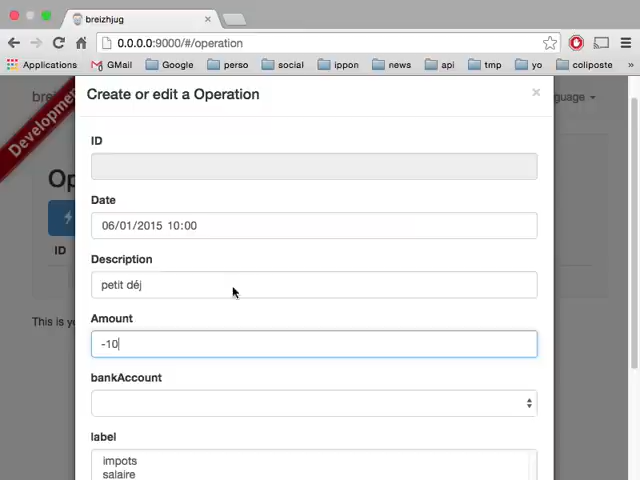 breizhjug
0.0.0.0:9000/#/operation
Applications GMail Google perso social ippon news api tmp yo coliposte »
Create or edit a Operation ×
Development
ID
Date
06/01/2015 10:00
Description
petit déj
Amount
-10
bankAccount
label
impots
salaire
ID